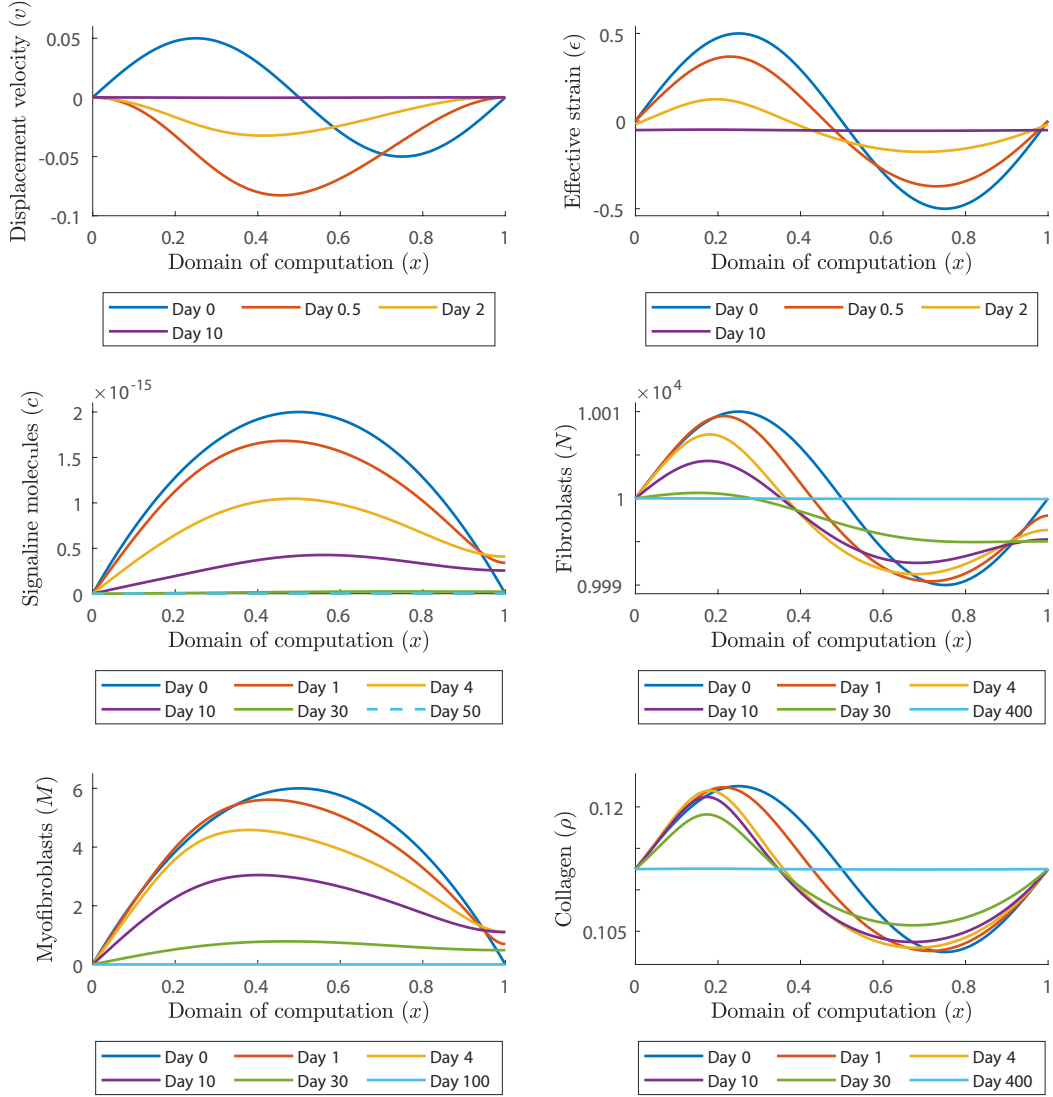 Displacement velocity (v)
0.05
0
-0.05
-0.1
0 0.2 0.4 0.6 0.8 1
Domain of computation (x)
Day 0 Day 0.5 Day 2
Day 10
Effective strain (ϵ)
0.5
0
-0.5
0 0.2 0.4 0.6 0.8 1
Domain of computation (x)
Day 0 Day 0.5 Day 2
Day 10
Signaline molecules (c)
×10^-15
2
1.5
1
0.5
0
0 0.2 0.4 0.6 0.8 1
Domain of computation (x)
Day 0 Day 1 Day 4
Day 10 Day 30 Day 50
Fibroblasts (N)
×10^4
1.001
1
0.999
0 0.2 0.4 0.6 0.8 1
Domain of computation (x)
Day 0 Day 1 Day 4
Day 10 Day 30 Day 400
Myofibroblasts (M)
6
4
2
0
0 0.2 0.4 0.6 0.8 1
Domain of computation (x)
Day 0 Day 1 Day 4
Day 10 Day 30 Day 100
Collagen (ρ)
0.12
0.105
0 0.2 0.4 0.6 0.8 1
Domain of computation (x)
Day 0 Day 1 Day 4
Day 10 Day 30 Day 400